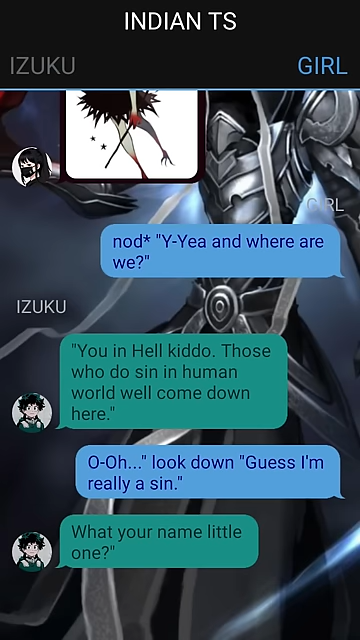 INDIAN TS
IZUKU
GIRL
GIRL
nod* "Y-Yea and where are
we?"
IZUKU
"You in Hell kiddo. Those
who do sin in human
world well come down
here."
O-Oh..." look down "Guess I'm
really a sin."
What your name little
one?"